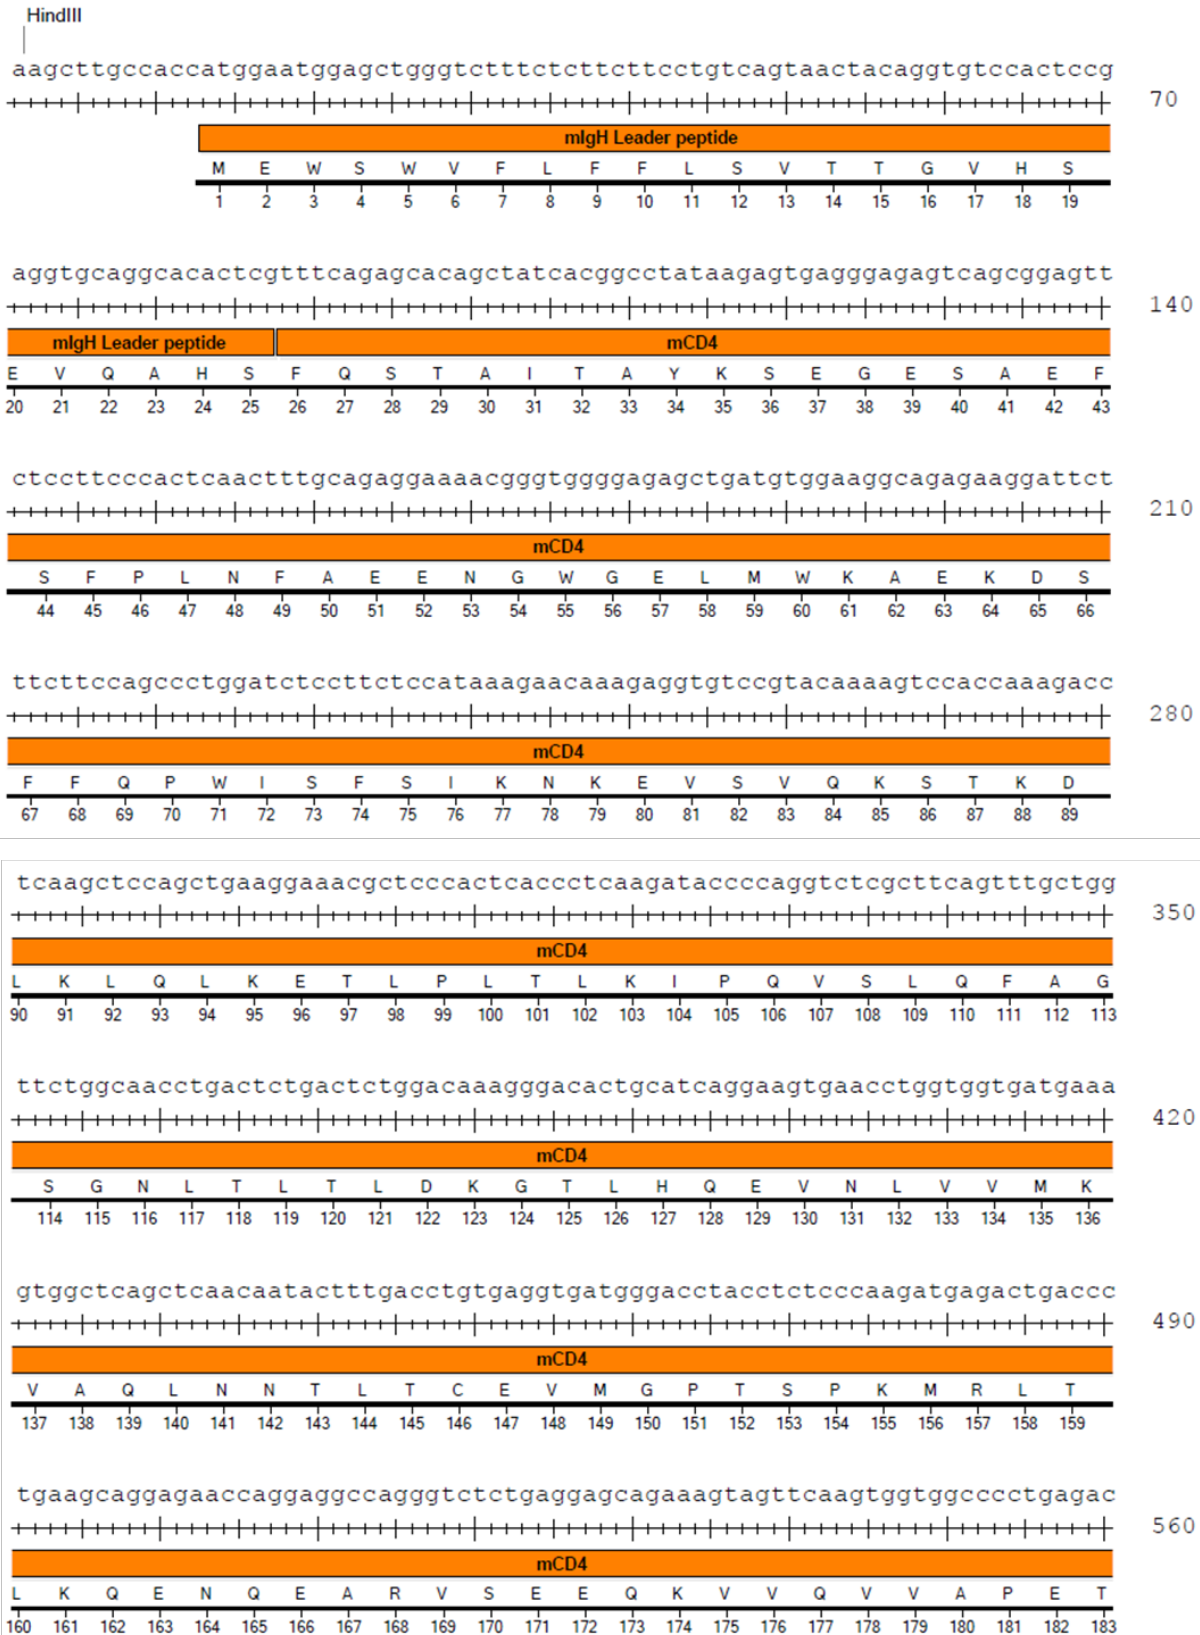 HindIII
aagcttgccaccatggaatggagctgggtctttctcttcttcctgtcagtaactacaggtgtccactccg
70
mIgH Leader peptide
M E W S W V F L F F L S V T T G V H S
1 2 3 4 5 6 7 8 9 10 11 12 13 14 15 16 17 18 19
aggtgcaggcacactcgtttcagagcacagctatcacggcctataagagtgagggagagtcagcggagtt
140
mIgH Leader peptide mCD4
E V Q A H S F Q S T A I T A Y K S E G E S A E F
20 21 22 23 24 25 26 27 28 29 30 31 32 33 34 35 36 37 38 39 40 41 42 43
ctccttcccactcaactttgcagaggaaaacgggtggggagagctgatgtggaaggcagagaaggattct
210
mCD4
S F P L N F A E E N G W G E L M W K A E K D S
44 45 46 47 48 49 50 51 52 53 54 55 56 57 58 59 60 61 62 63 64 65 66
ttcttccagccctggatctccttctccataaagaacaaagaggtgtccgtacaaaagtccaccaaagacc
280
mCD4
F F Q P W I S F S I K N K E V S V Q K S T K D
67 68 69 70 71 72 73 74 75 76 77 78 79 80 81 82 83 84 85 86 87 88 89
tcaagctccagctgaaggaaacgctcccactcaccctcaagataccccaggtctcgcttcagtttgctgg
350
mCD4
L K L Q L K E T L P L T L K I P Q V S L Q F A G
90 91 92 93 94 95 96 97 98 99 100 101 102 103 104 105 106 107 108 109 110 111 112 113
ttctggcaacctgactctgactctggacaaagggacactgcatcaggaagtgaacctggtggtgatgaaa
420
mCD4
S G N L T L T L D K G T L H Q E V N L V V M K
114 115 116 117 118 119 120 121 122 123 124 125 126 127 128 129 130 131 132 133 134 135 136
gtggctcagctcaacaatactttgacctgtgaggtgatgggacctacctctcccaagatgagactgaccc
490
mCD4
V A Q L N N T L T C E V M G P T S P K M R L T
137 138 139 140 141 142 143 144 145 146 147 148 149 150 151 152 153 154 155 156 157 158 159
tgaagcaggagaaccaggaggccagggtctctgaggagcagaaagtagttcaagtggtggcccctgagac
560
mCD4
L K Q E N Q E A R V S E E Q K V V Q V V A P E T
160 161 162 163 164 165 166 167 168 169 170 171 172 173 174 175 176 177 178 179 180 181 182 183